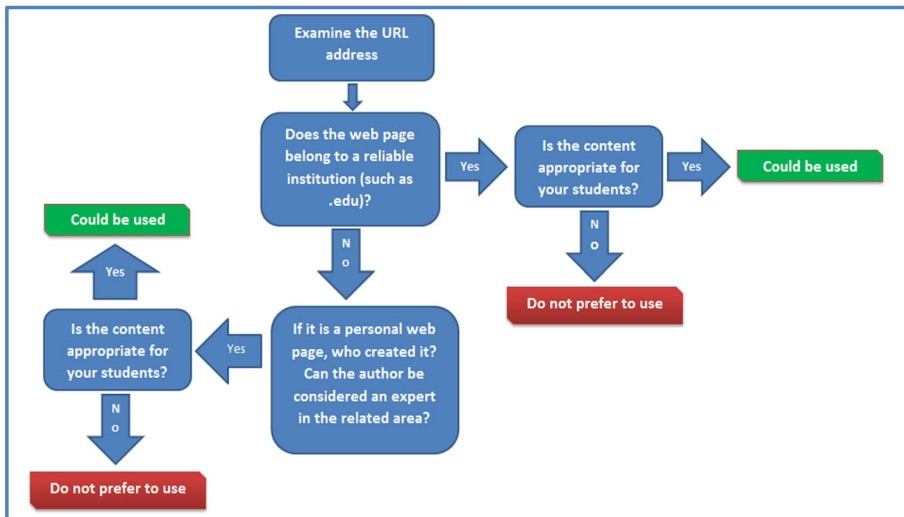 Examine the URL
address
Does the web page
belong to a reliable
institution (such as
.edu)?
Yes
Is the content
appropriate for
your students?
Yes
Could be used
N
o
Do not prefer to use
N
o
If it is a personal web
page, who created it?
Can the author be
considered an expert
in the related area?
Yes
Is the content
appropriate for
your students?
Yes
Could be used
N
o
Do not prefer to use